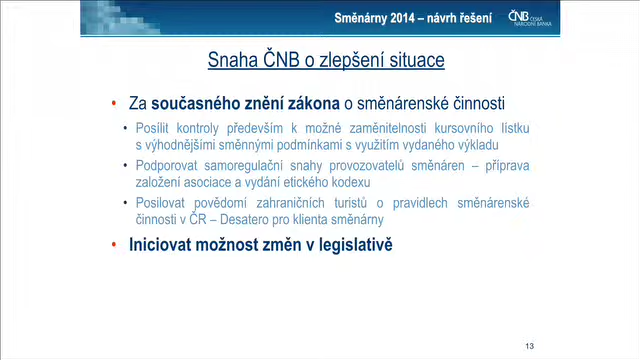 Směnárny 2014 – návrh řešení
ČNB ČESKÁ
NÁRODNÍ BANKA
Snaha ČNB o zlepšení situace
• Za současného znění zákona o směnárenské činnosti
• Posílit kontroly především k možné zaměnitelnosti kursovního lístku
s výhodnějšími směnnými podmínkami s využitím vydaného výkladu
• Podporovat samoregulační snahy provozovatelů směnáren – příprava
založení asociace a vydání etického kodexu
• Posilovat povědomí zahraničních turistů o pravidlech směnárenské
činnosti v ČR – Desatero pro klienta směnárny
• Iniciovat možnost změn v legislativě
13